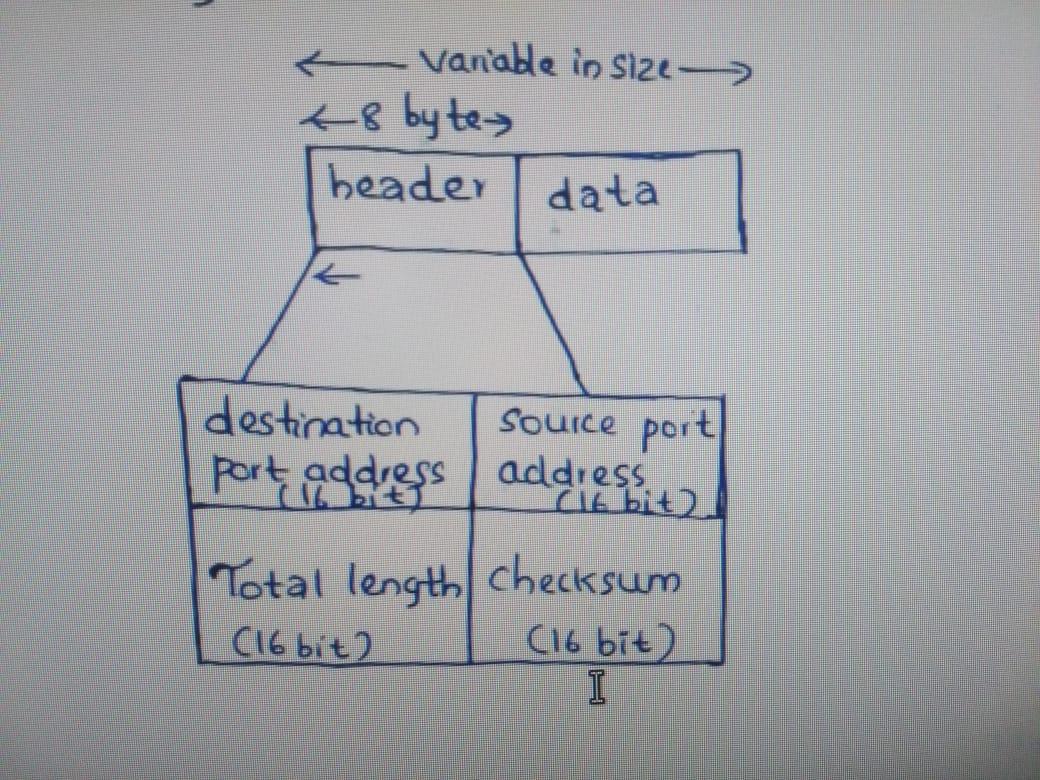 variable in size
8 byte
header data
destination source port
port address address
(16 bit) (16 bit)
Total length checksum
(16 bit) (16 bit)